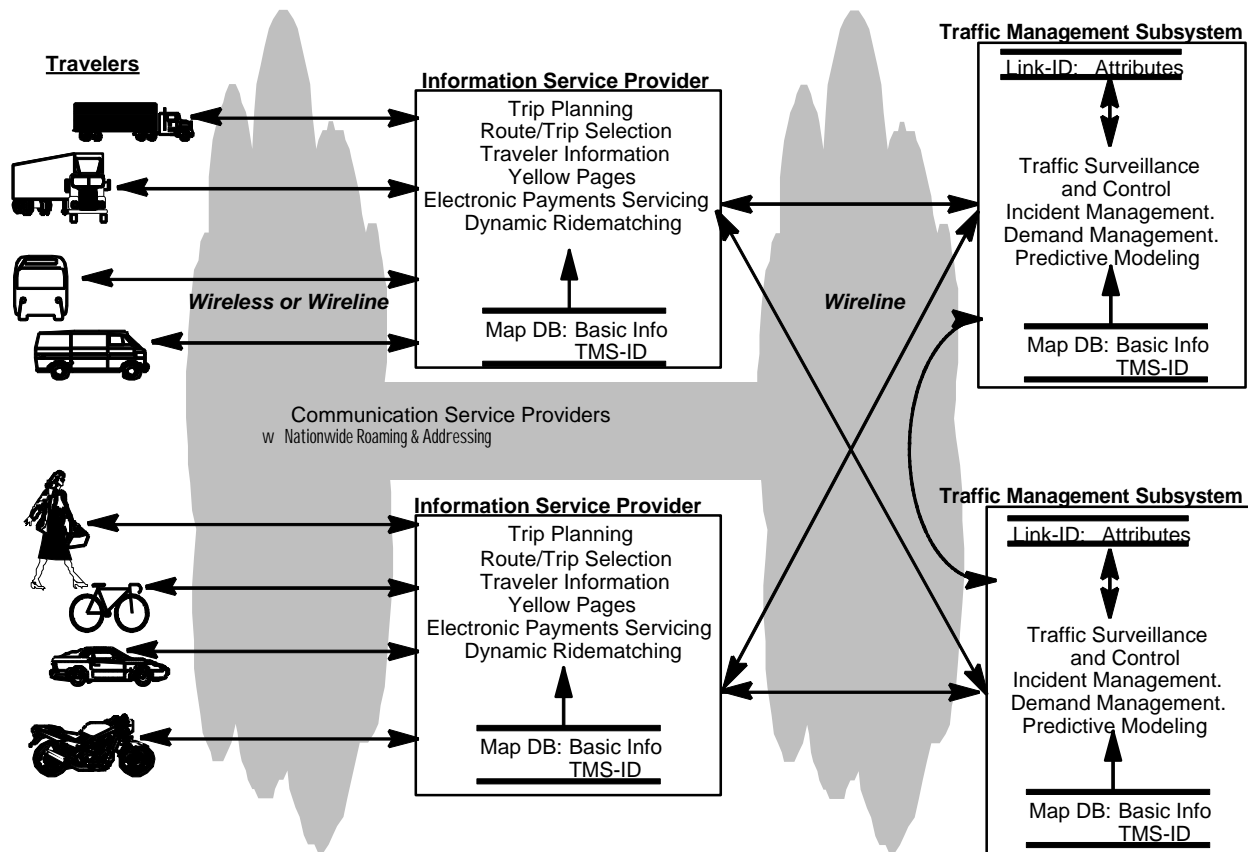 Travelers
Information Service Provider
Trip Planning
Route/Trip Selection
Traveler Information
Yellow Pages
Electronic Payments Servicing
Dynamic Ridematching
Map DB: Basic Info
TMS-ID
Wireless or Wireline
Wireline
Traffic Management Subsystem
Link-ID: Attributes
Traffic Surveillance
and Control
Incident Management.
Demand Management.
Predictive Modeling
Map DB: Basic Info
TMS-ID
Communication Service Providers
w Nationwide Roaming & Addressing
Information Service Provider
Trip Planning
Route/Trip Selection
Traveler Information
Yellow Pages
Electronic Payments Servicing
Dynamic Ridematching
Map DB: Basic Info
TMS-ID
Traffic Management Subsystem
Link-ID: Attributes
Traffic Surveillance
and Control
Incident Management.
Demand Management.
Predictive Modeling
Map DB: Basic Info
TMS-ID